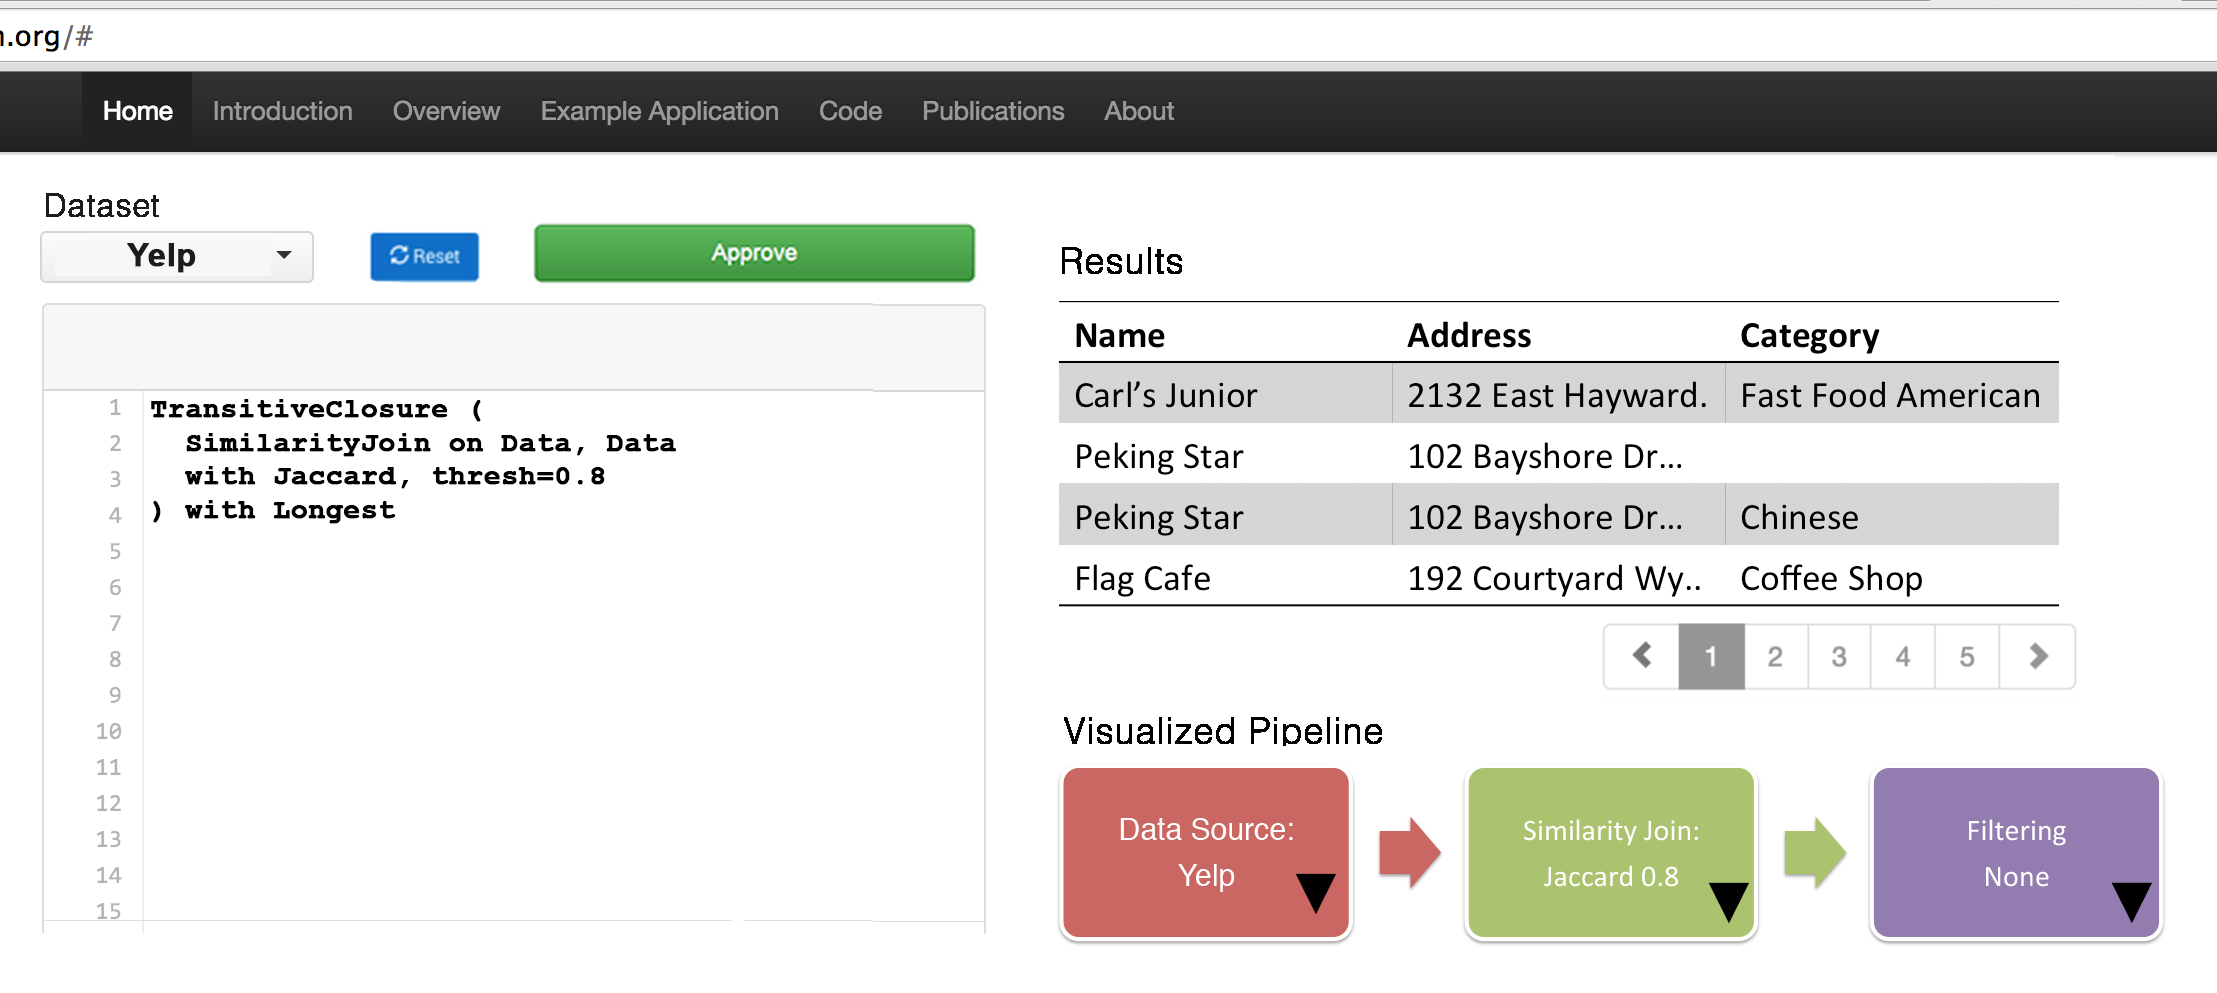 .org/#
Home Introduction Overview Example Application Code Publications About
Dataset
Yelp
Reset
Approve
1 TransitiveClosure (
2 SimilarityJoin on Data, Data
3 with Jaccard, thresh=0.8
4 ) with Longest
5
6
7
8
9
10
11
12
13
14
15
Results
Name Address Category
Carl’s Junior 2132 East Hayward. Fast Food American
Peking Star 102 Bayshore Dr...
Peking Star 102 Bayshore Dr... Chinese
Flag Cafe 192 Courtyard Wy.. Coffee Shop
1 2 3 4 5
Visualized Pipeline
Data Source:
Yelp
Similarity Join:
Jaccard 0.8
Filtering
None